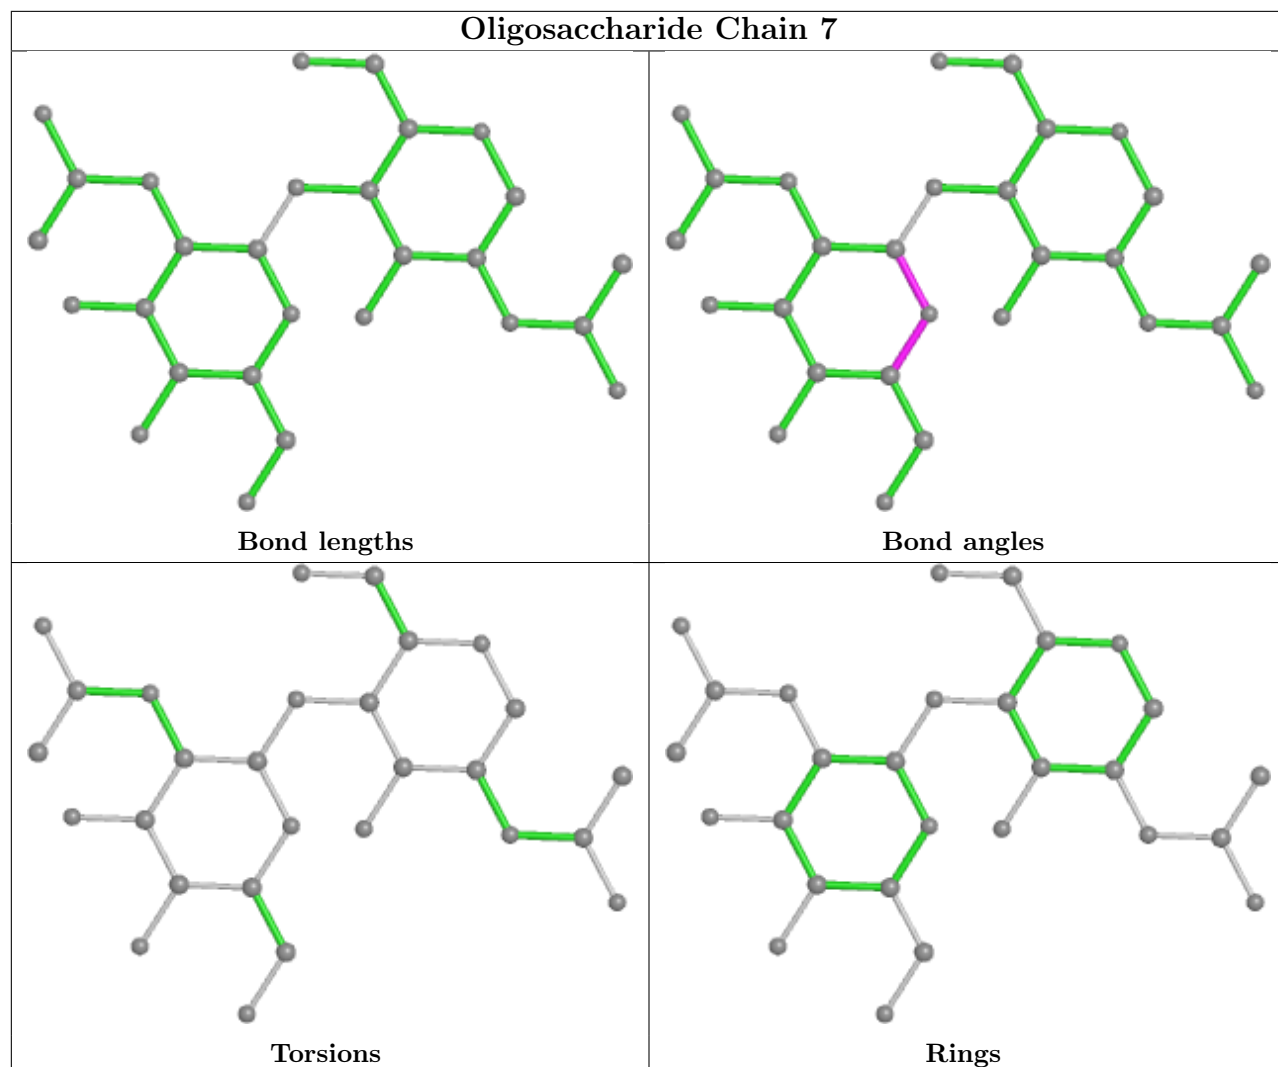 Oligosaccharide Chain 7
Bond lengths
Bond angles
Torsions
Rings